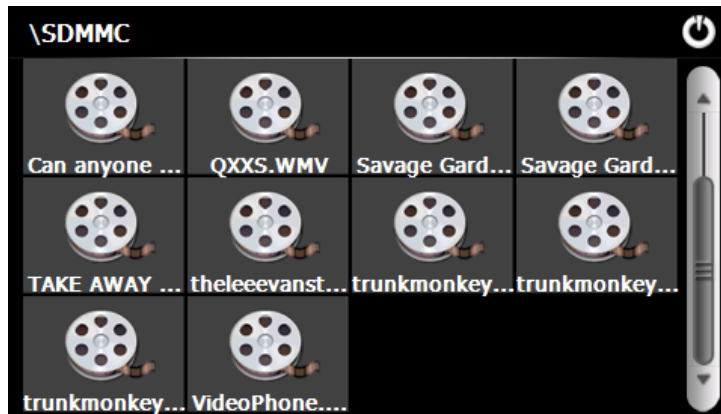 \SDMMC
Can anyone ...
QXXS.WMV
Savage Gard...
Savage Gard...
TAKE AWAY ...
theleeevanst...
trunkmonkey...
trunkmonkey...
trunkmonkey...
VideoPhone....